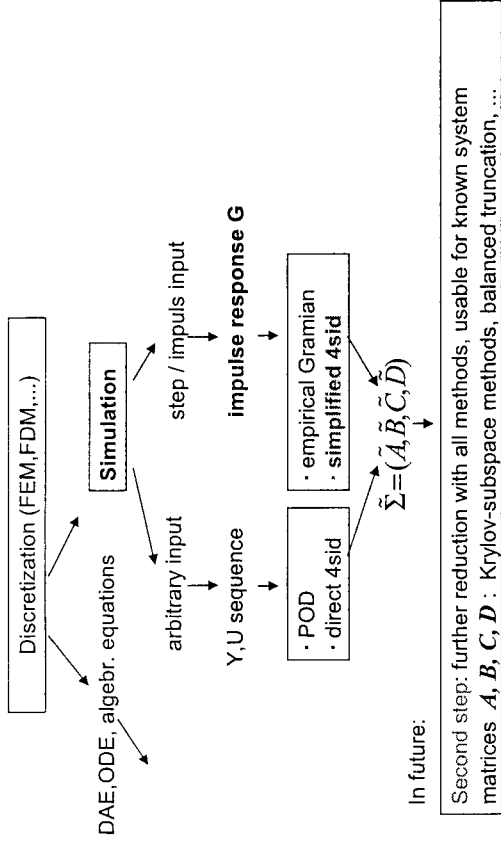 Discretization (FEM,FDM,...)
DAE,ODE, algebr. equations
Simulation
arbitrary input
step / impuls input
Y,U sequence
impulse response G
· POD
· direct 4sid
· empirical Gramian
· simplified 4sid
Σ̃=(Ã,B̃,C̃,D̃)
In future:
Second step: further reduction with all methods, usable for known system
matrices A, B, C, D : Krylov-subspace methods, balanced truncation, ...